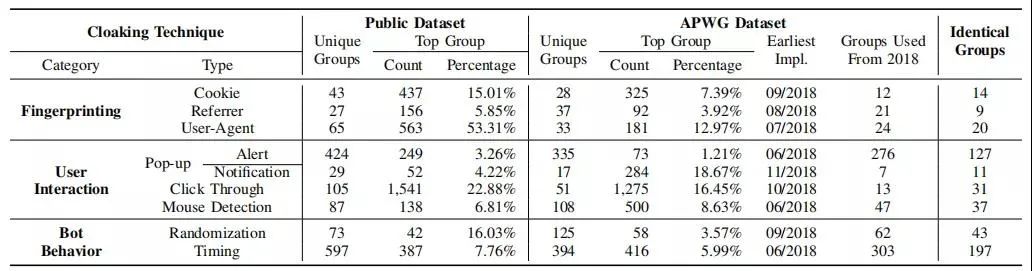 Cloaking Technique Public Dataset APWG Dataset Identical Groups
Unique Groups Top Group Unique Groups Top Group Earliest Impl. Groups Used From 2018
Category Type Count Percentage Count Percentage
Fingerprinting Cookie 43 437 15.01% 28 325 7.39% 09/2018 12 14
Referrer 27 156 5.85% 37 92 3.92% 08/2018 21 9
User-Agent 65 563 53.31% 33 181 12.97% 07/2018 24 20
User Interaction Pop-up Alert 424 249 3.26% 335 73 1.21% 06/2018 276 127
Notification 29 52 4.22% 17 284 18.67% 11/2018 7 11
Click Through 105 1,541 22.88% 51 1,275 16.45% 10/2018 13 31
Mouse Detection 87 138 6.81% 108 500 8.63% 06/2018 47 37
Bot Behavior Randomization 73 42 16.03% 125 58 3.57% 09/2018 62 43
Timing 597 387 7.76% 394 416 5.99% 06/2018 303 197